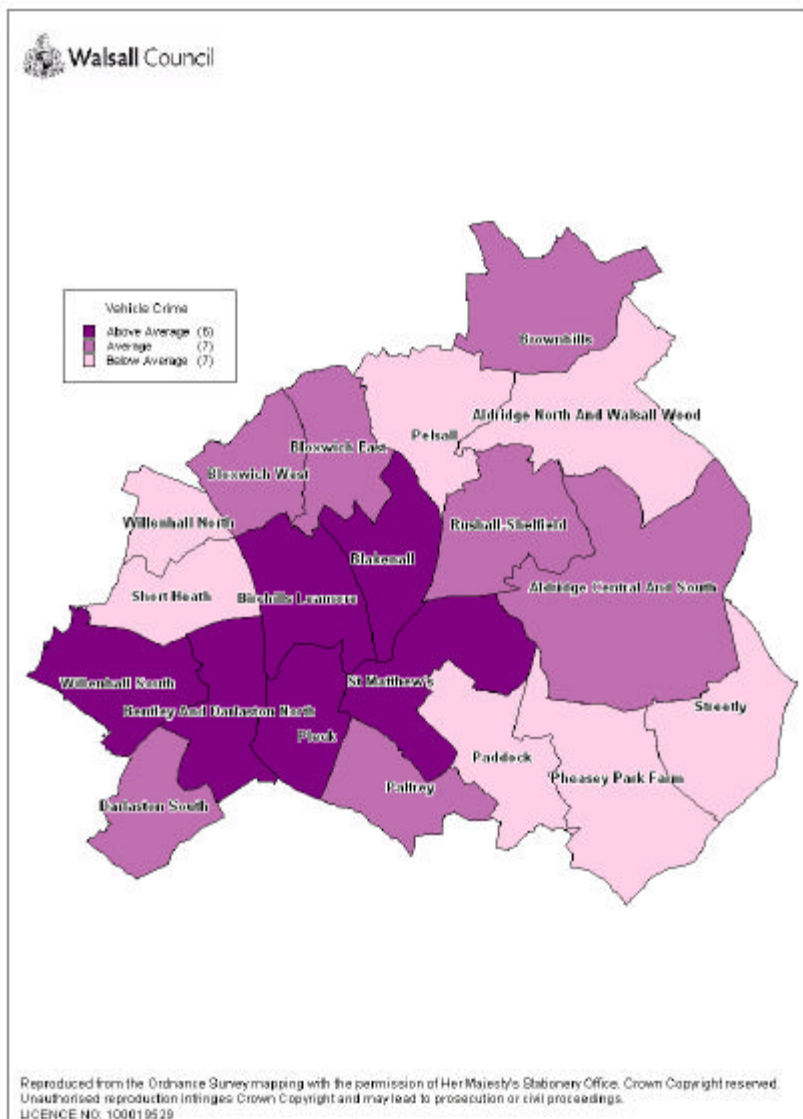 Walsall Council
Vehicle Crime
Above Average (6)
Average (7)
Below Average (7)
Brownhills
Aldridge North And Walsall Wood
Pelsall
Bloxwich East
Bloxwich West
Rushall-Shelfield
Willenhall North
Blakenall
Aldridge Central And South
Short Heath
Birchills Leamore
Willenhall South
St Matthew's
Streetly
Bentley And Darlaston North
Pleck
Paddock
Pheasey Park Farm
Palfrey
Darlaston South
Reproduced from the Ordnance Survey mapping with the permission of Her Majesty's Stationery Office. Crown Copyright reserved.
Unauthorised reproduction infringes Crown Copyright and may lead to prosecution or civil proceedings.
LICENCE NO: 100019529